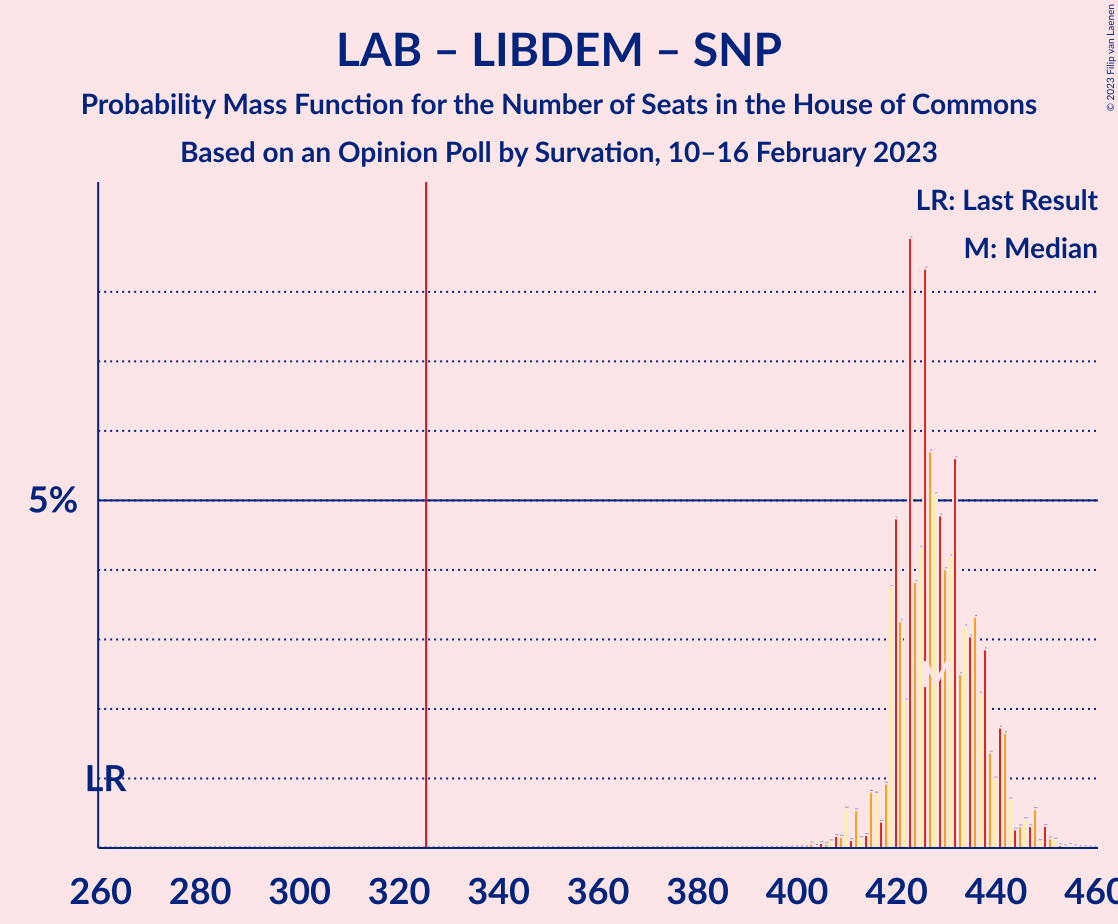 LAB – LIBDEM – SNP
Probability Mass Function for the Number of Seats in the House of Commons
Based on an Opinion Poll by Survation, 10–16 February 2023
© 2023 Filip van Laenen
LR: Last Result
M: Median
5%
M
LR
260 280 300 320 340 360 380 400 420 440 460